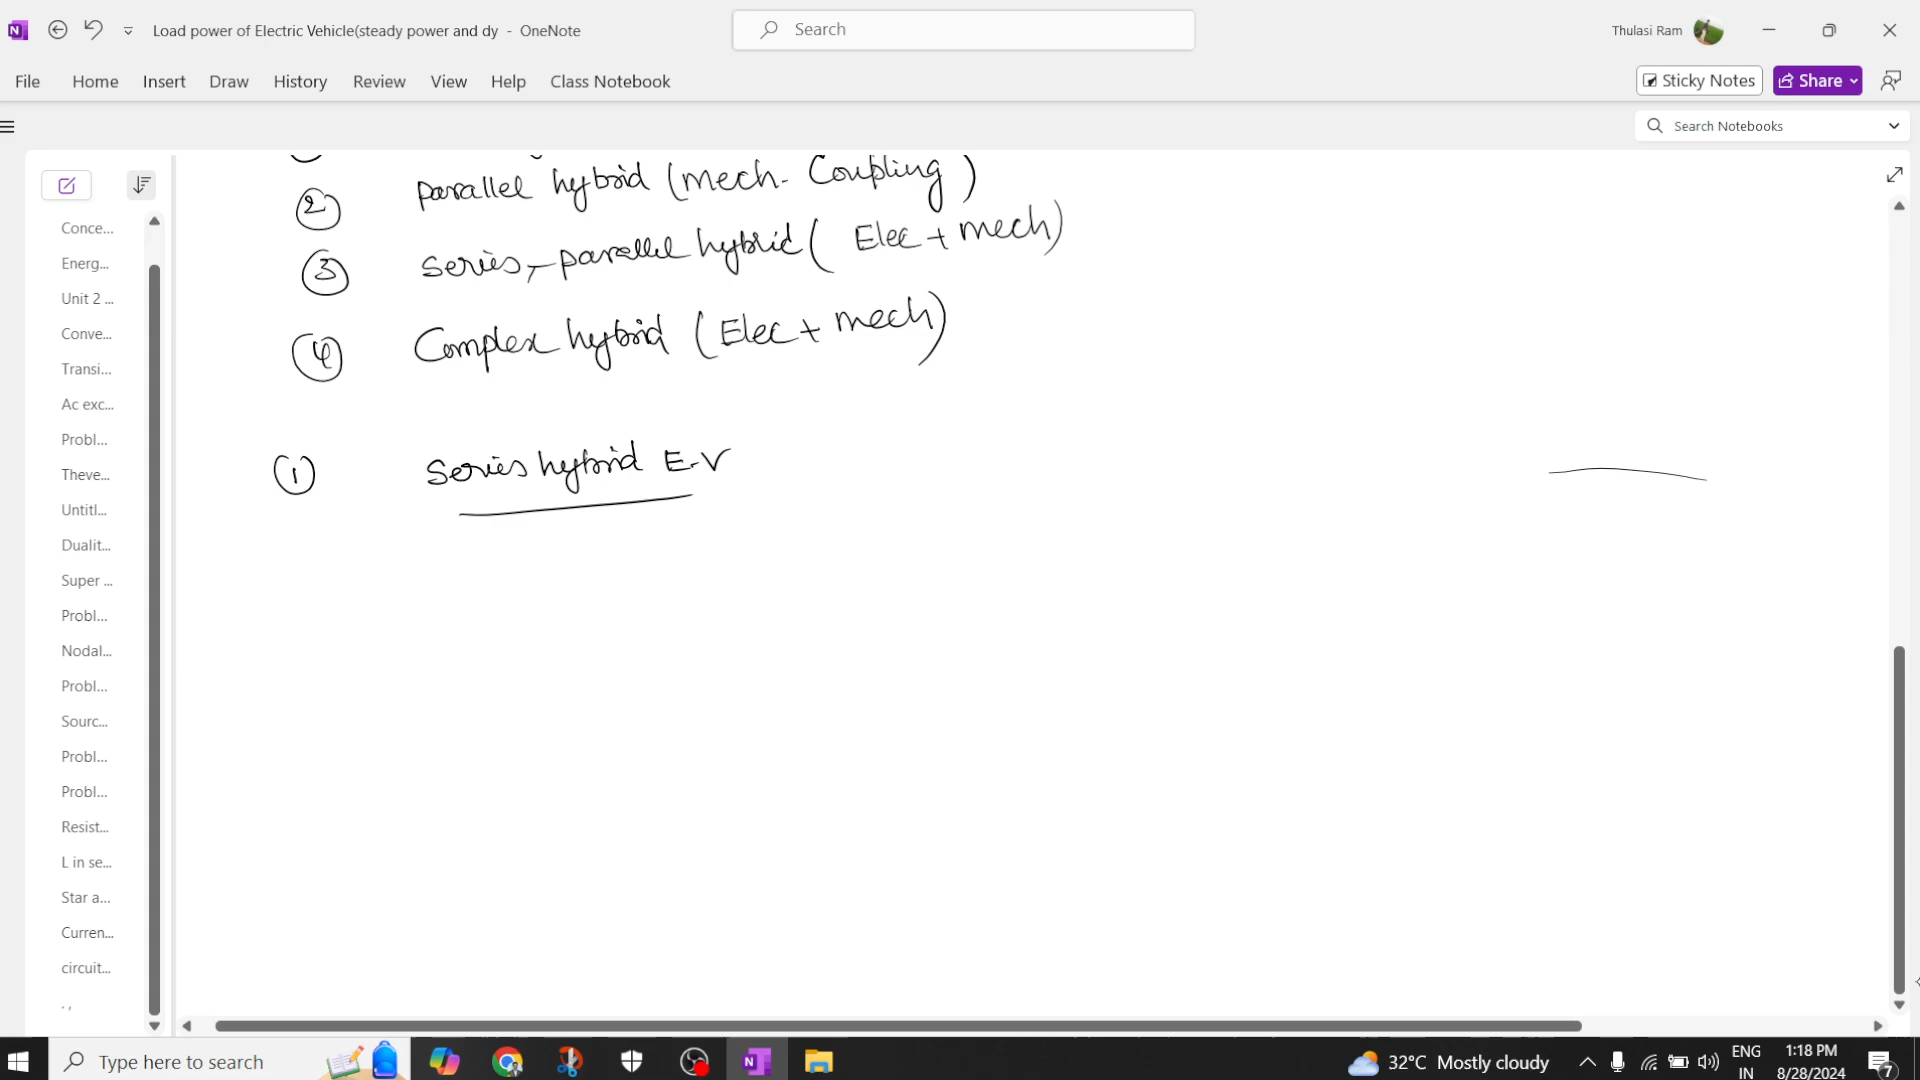 Load power of Electric Vehicle(steady power and dy - OneNote
Search
Thulasi Ram
File Home Insert Draw History Review View Help Class Notebook
Sticky Notes Share
Search Notebooks
Conce...
Energ...
Unit 2 ...
Conve...
Transi...
Ac exc...
Probl...
Theve...
Untitl...
Dualit...
Super ...
Probl...
Nodal...
Probl...
Sourc...
Probl...
Probl...
Resist...
L in se...
Star a...
Curren...
circuit...
② parallel hybrid (mech. Coupling)
③ series-parallel hybrid (Elec + mech)
④ Complex hybrid (Elec + mech)
① Series hybrid E.V
Type here to search
32°C Mostly cloudy
ENG
IN
1:18 PM
8/28/2024
7